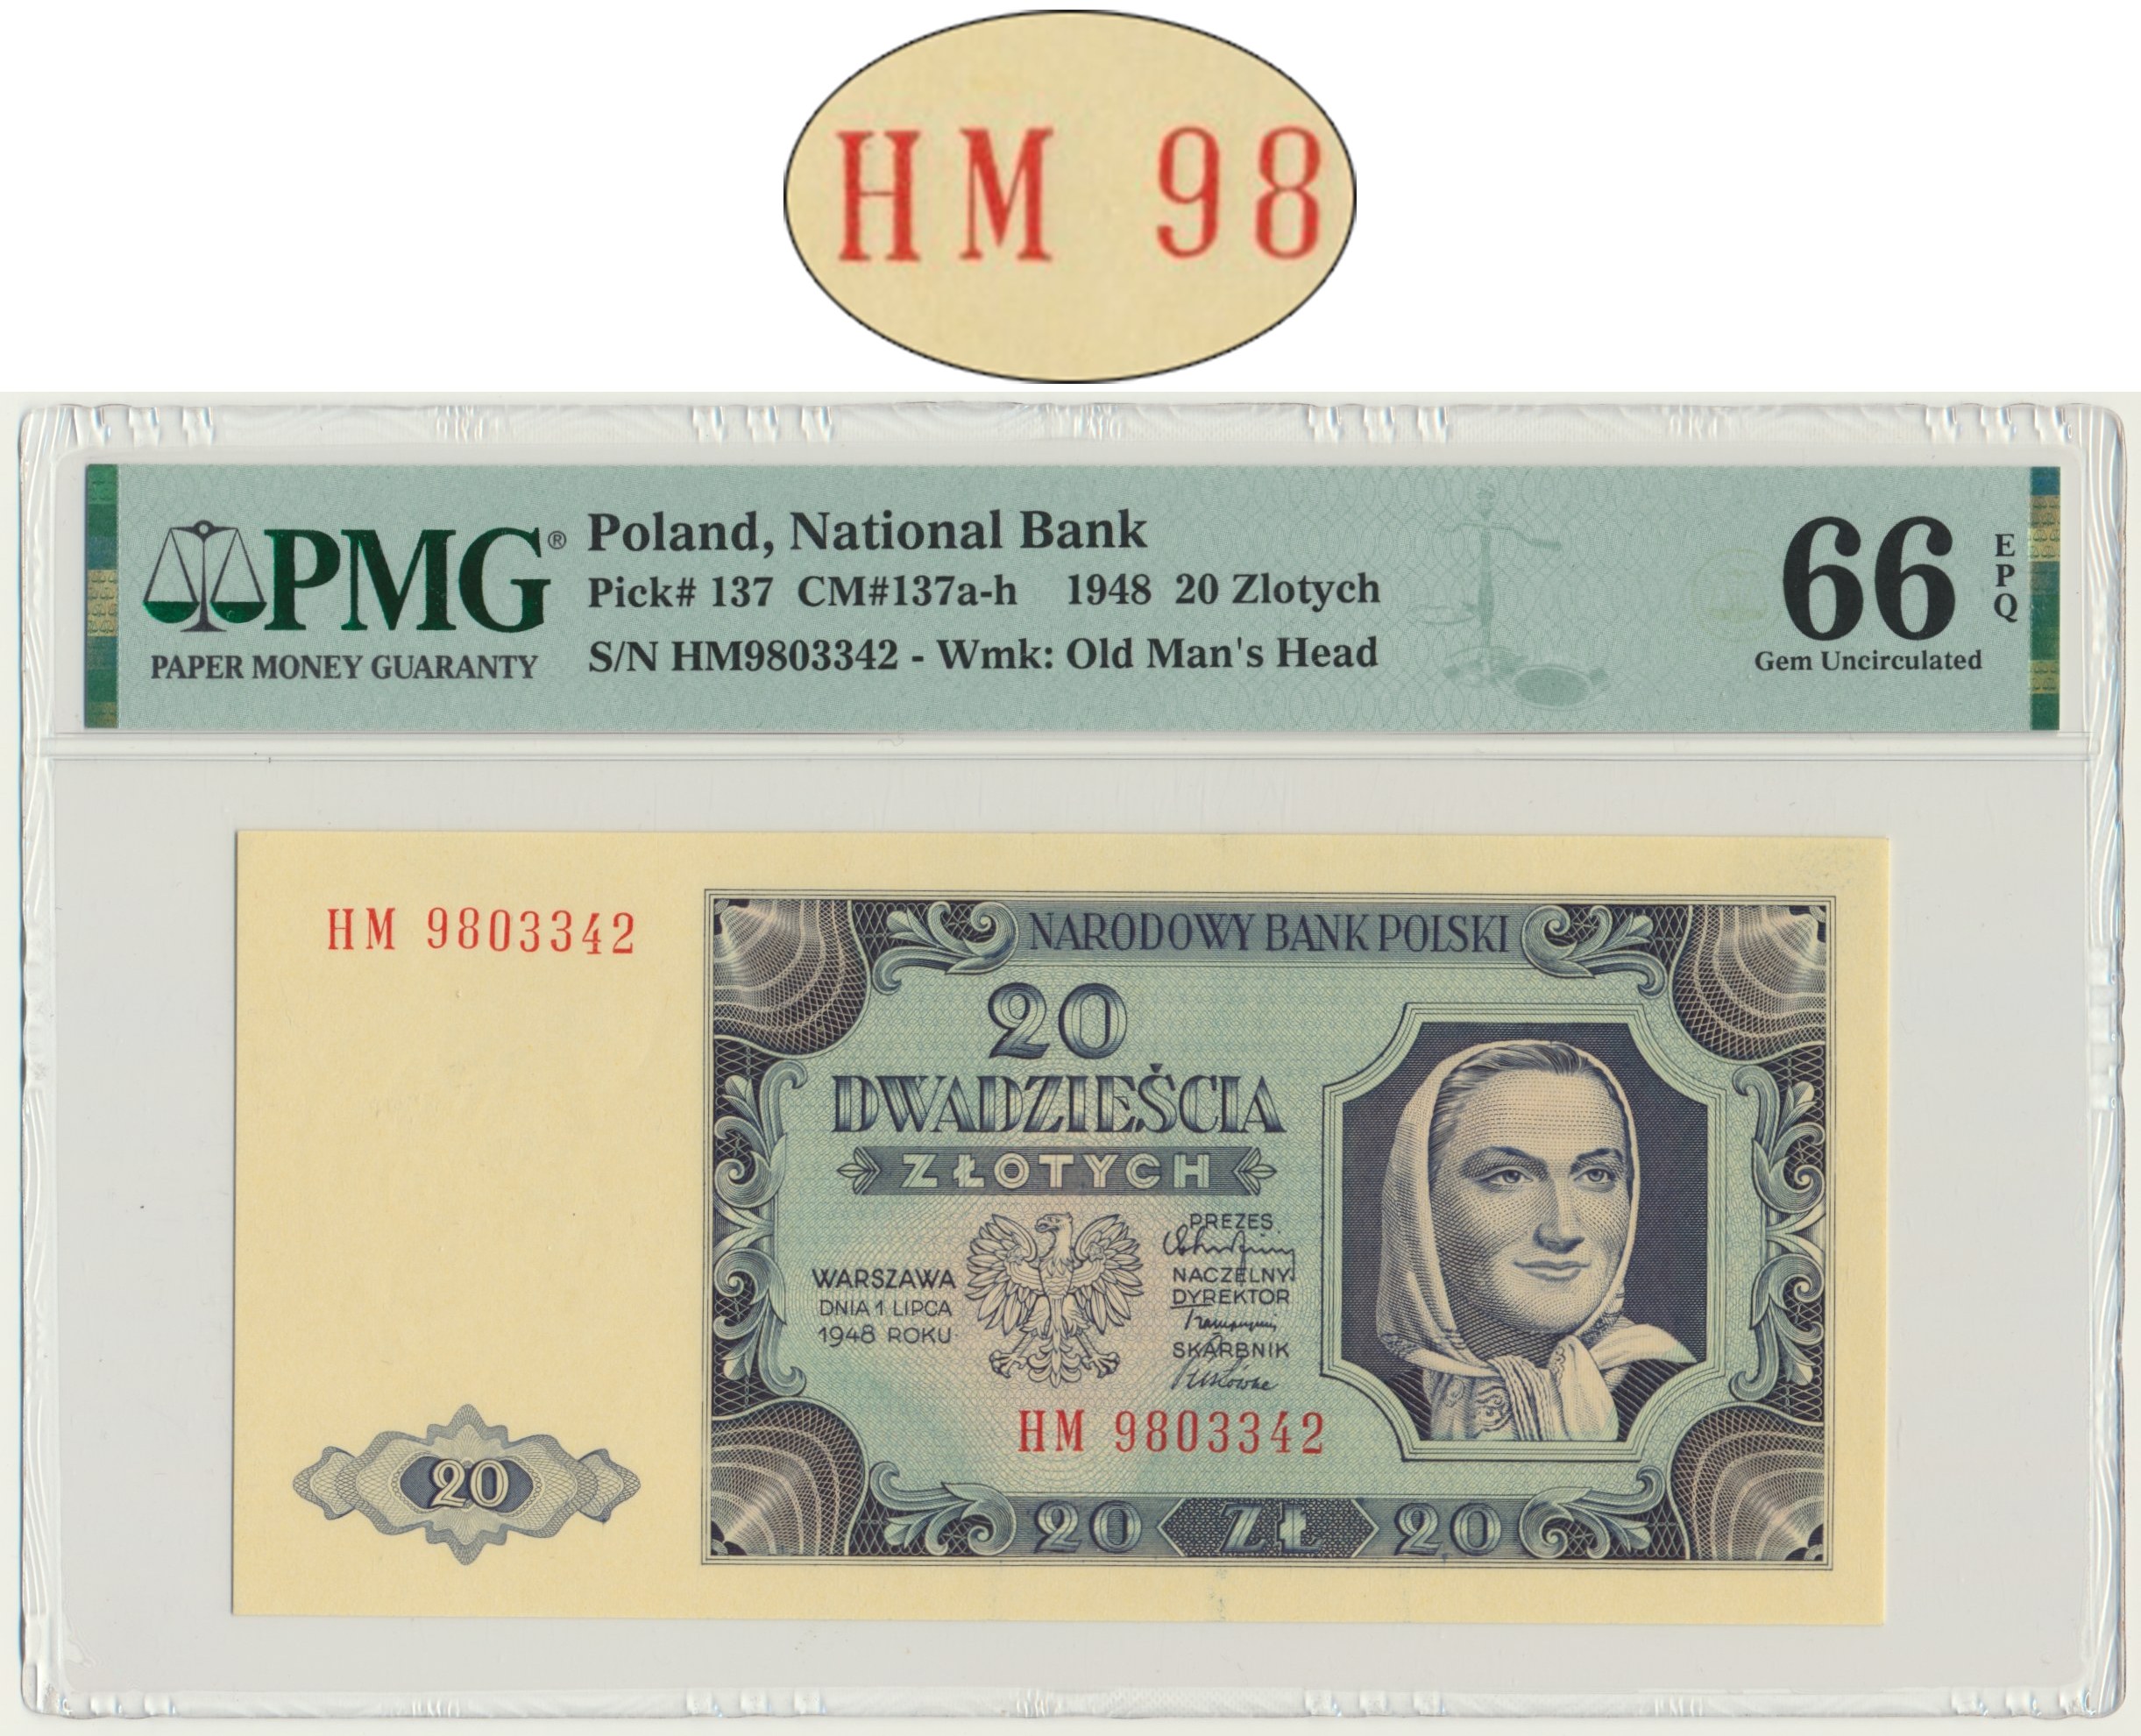 HM 98
PMG® Poland, National Bank
Pick# 137 CM#137a-h 1948 20 Zlotych
S/N HM9803342 - Wmk: Old Man's Head
PAPER MONEY GUARANTY
66 EPQ
Gem Uncirculated
HM 9803342
NARODOWY BANK POLSKI
20
DWADZIEŚCIA
ZŁOTYCH
WARSZAWA
DNIA 1 LIPCA
1948 ROKU
PREZES
NACZELNY
DYREKTOR
SKARBNIK
HM 9803342
20
20 ZŁ 20